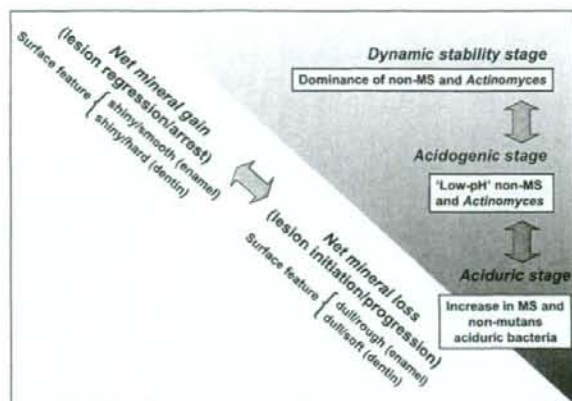 Net mineral gain
(lesion regression/arrest)
Surface feature { shiny/smooth (enamel)
shiny/hard (dentin)
Net mineral loss
(lesion initiation/progression)
Surface feature { dull/rough (enamel)
dull/soft (dentin)
Dynamic stability stage
Dominance of non-MS and Actinomyces
Acidogenic stage
'Low-pH' non-MS
and Actinomyces
Aciduric stage
Increase in MS and
non-mutans
aciduric bacteria